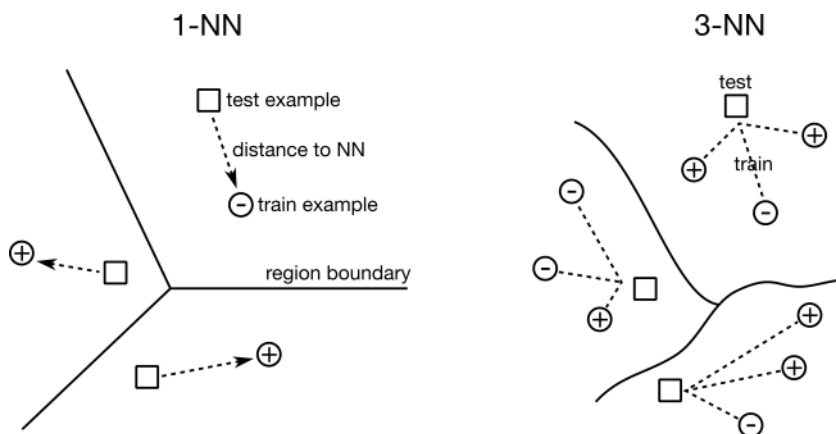 1-NN
test example
distance to NN
− train example
+
region boundary
+
3-NN
test
+
+
train
−
−
−
+
+
+
−